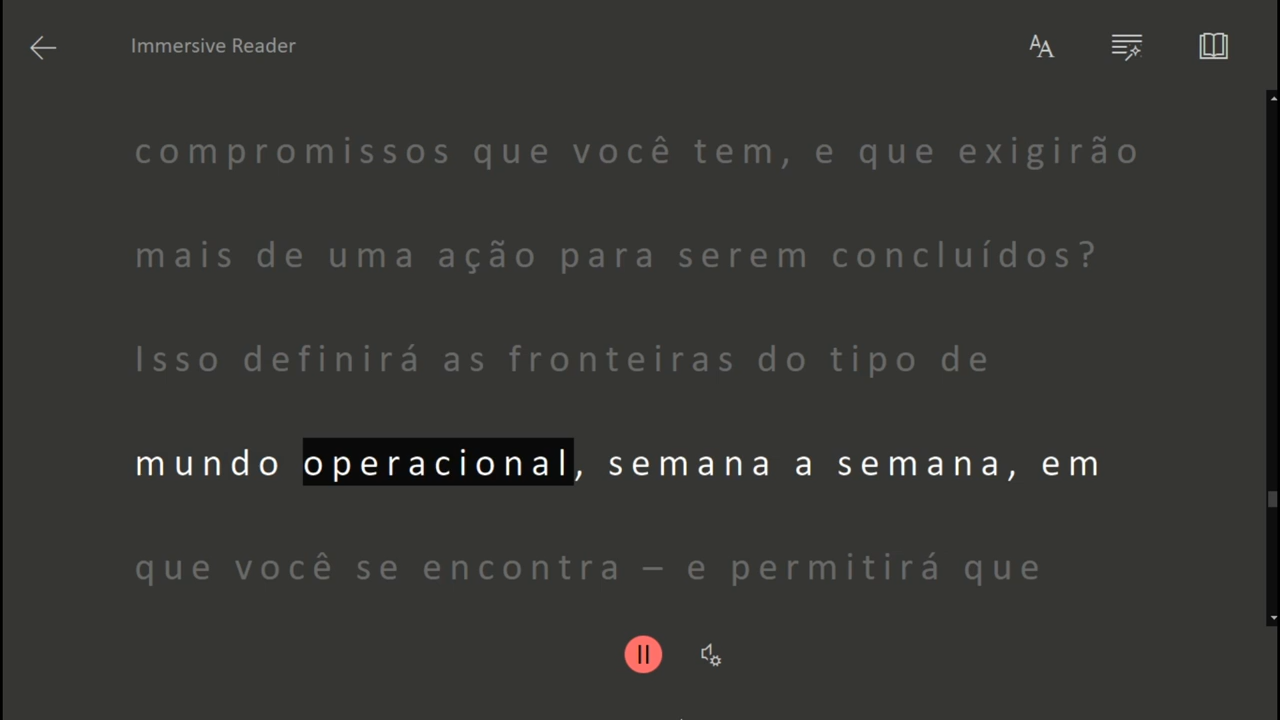 Immersive Reader
compromissos que você tem, e que exigirão
mais de uma ação para serem concluídos?
Isso definirá as fronteiras do tipo de
mundo operacional, semana a semana, em
que você se encontra – e permitirá que